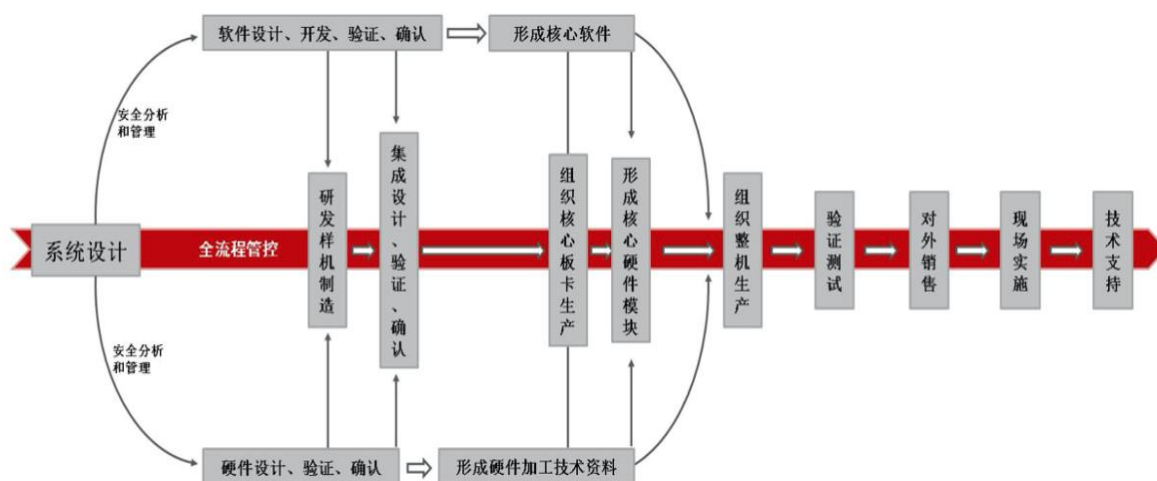 软件设计、开发、验证、确认
形成核心软件
安全分析
和管理
系统设计
全流程管控
研发样机制造
集成设计、验证、确认
组织核心板卡生产
形成核心硬件模块
组织整机生产
验证测试
对外销售
现场实施
技术支持
安全分析
和管理
硬件设计、验证、确认
形成硬件加工技术资料